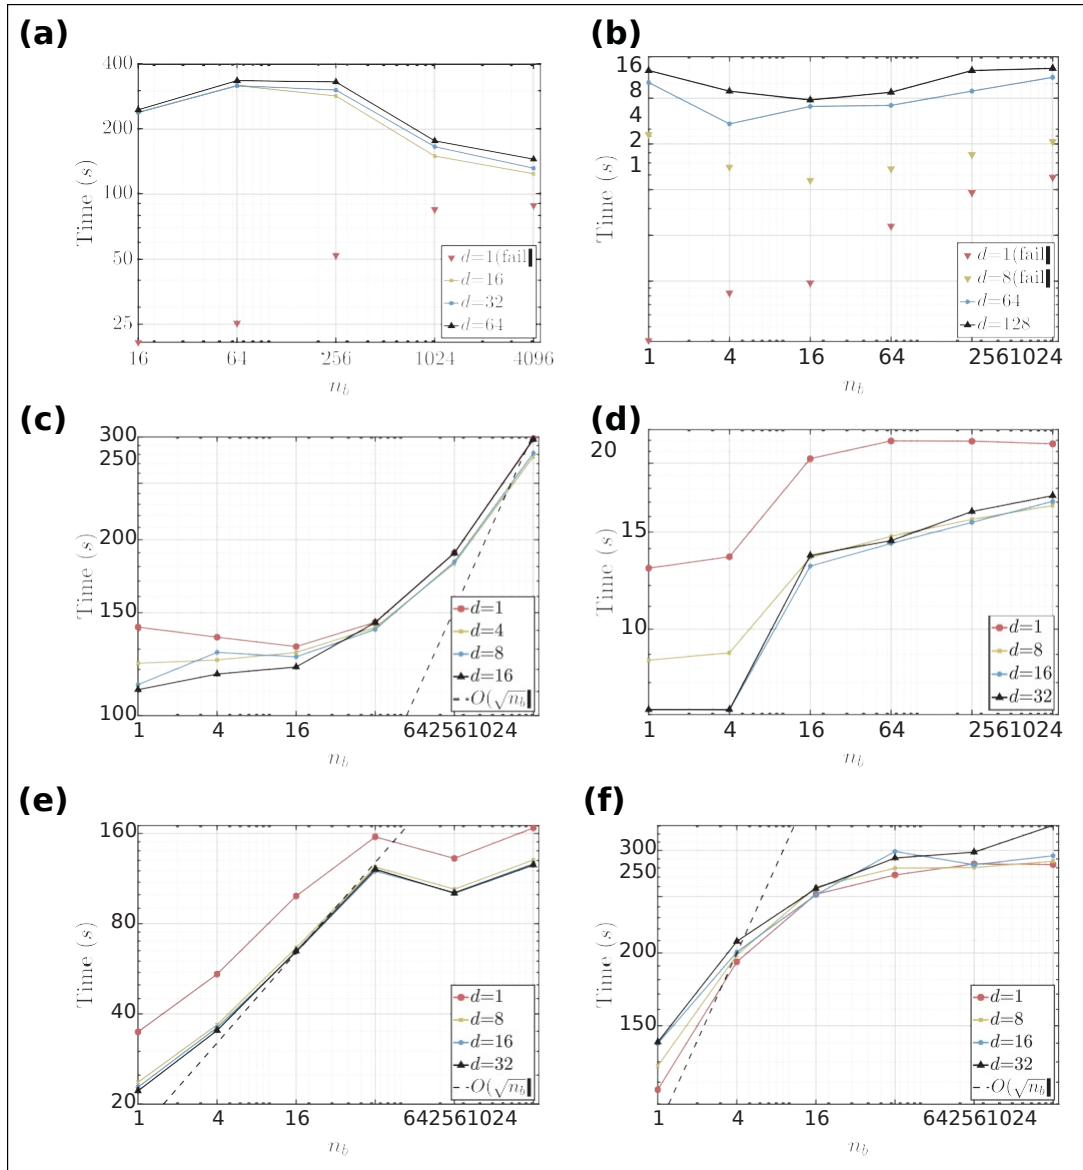 (a)
400
200
100
50
25
Time (s)
16 64 256 1024 4096
n_b
d=1(fail
d=16
d=32
d=64
(b)
16
8
4
2
1
Time (s)
1 4 16 64 2561024
n_b
d=1(fail
d=8(fail
d=64
d=128
(c)
300
250
200
150
100
Time (s)
1 4 16 642561024
n_b
d=1
d=4
d=8
d=16
O(√n_b
(d)
20
15
10
Time (s)
1 4 16 64 2561024
n_b
d=1
d=8
d=16
d=32
(e)
160
80
40
20
Time (s)
1 4 16 642561024
n_b
d=1
d=8
d=16
d=32
O(√n_b
(f)
300
250
200
150
Time (s)
1 4 16 642561024
n_b
d=1
d=8
d=16
d=32
O(√n_b